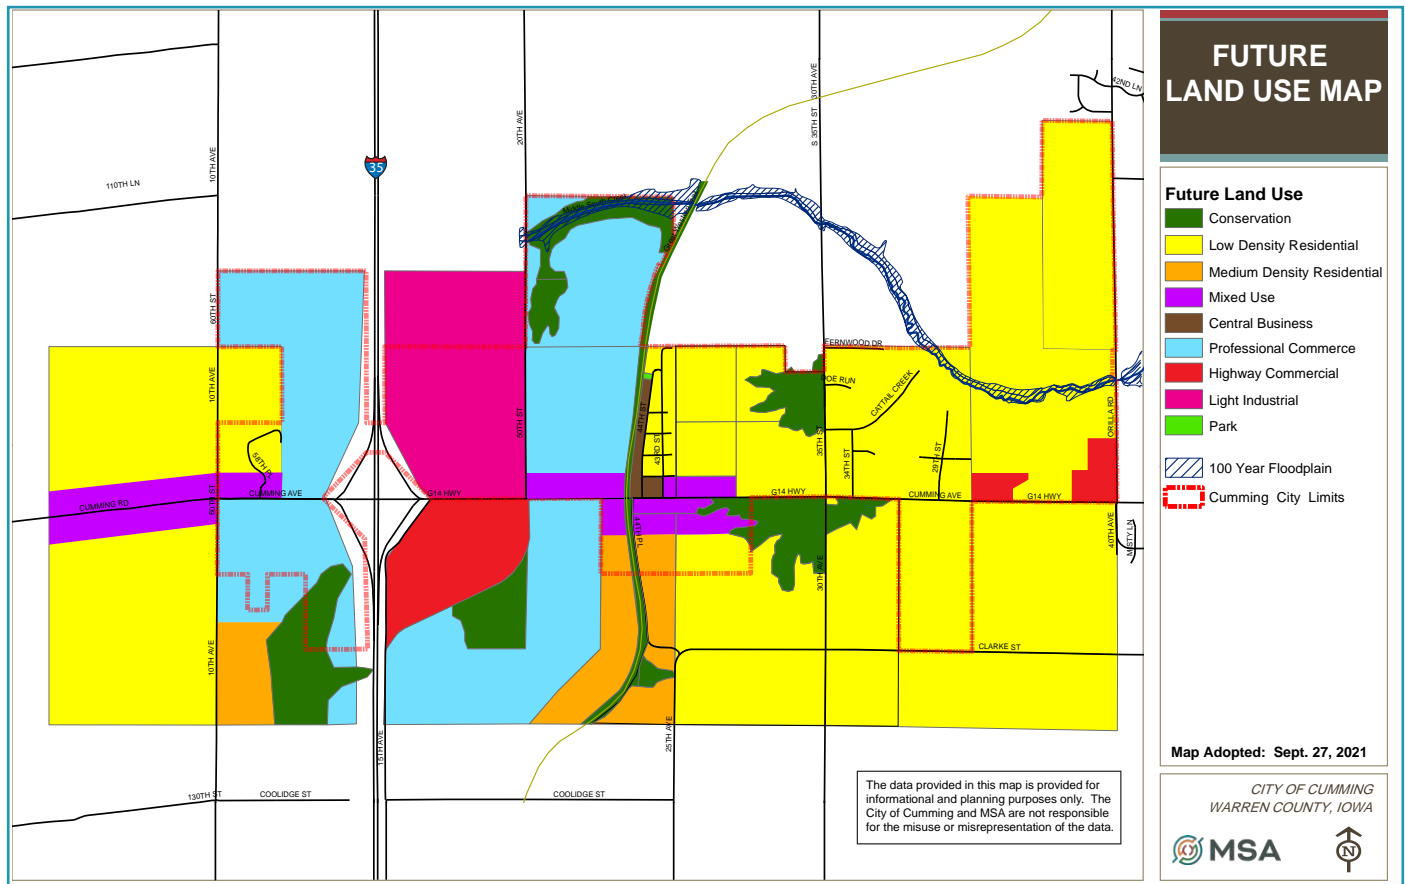 FUTURE
LAND USE MAP
Future Land Use
Conservation
Low Density Residential
Medium Density Residential
Mixed Use
Central Business
Professional Commerce
Highway Commercial
Light Industrial
Park
100 Year Floodplain
Cumming City Limits
Map Adopted: Sept. 27, 2021
CITY OF CUMMING
WARREN COUNTY, IOWA
MSA
N
The data provided in this map is provided for
informational and planning purposes only. The
City of Cumming and MSA are not responsible
for the misuse or misrepresentation of the data.
42ND LN
30TH AVE
S 35TH ST
20TH AVE
10TH AVE
35
110TH LN
60TH ST
FERNWOOD DR
DOE RUN
CATTAIL CREEK
10TH AVE
50TH ST
44TH ST
43RD ST
35TH ST
34TH ST
29TH ST
ORILLA RD
58TH PL
60TH ST
CUMMING RD
CUMMING AVE
G14 HWY
G14 HWY
CUMMING AVE
G14 HWY
44TH PL
30TH AVE
40TH AVE
MISTY LN
10TH AVE
CLARKE ST
15TH AVE
25TH AVE
130TH ST
COOLIDGE ST
COOLIDGE ST